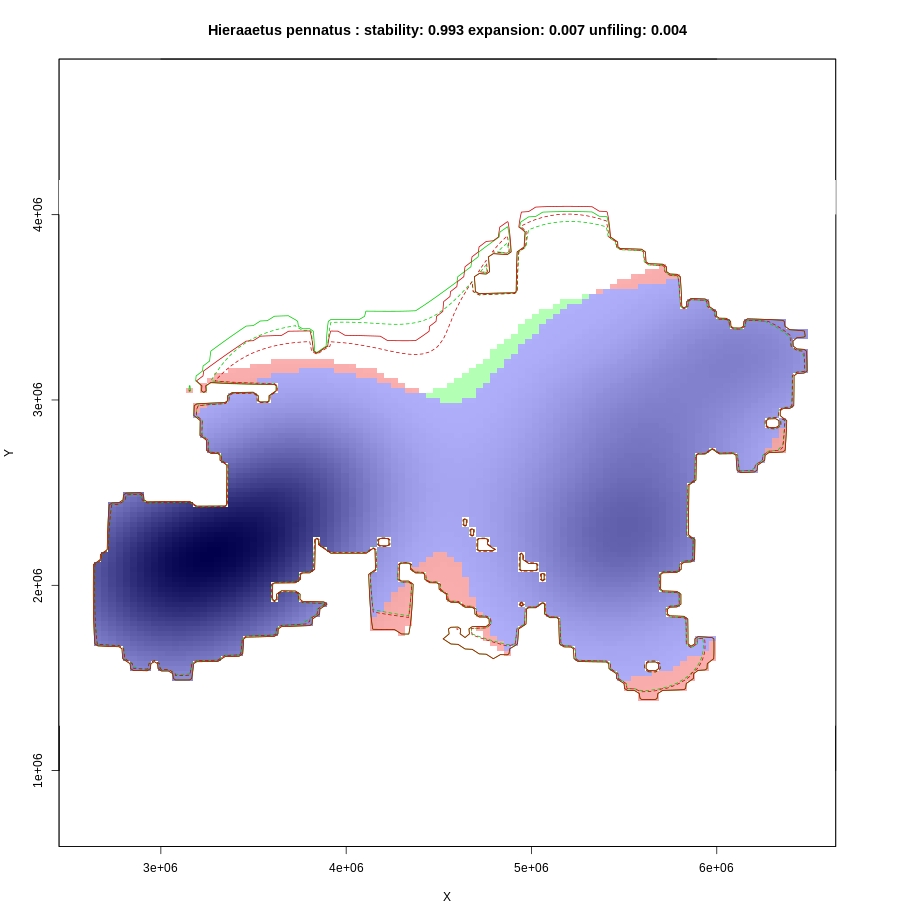 Hieraaetus pennatus : stability: 0.993 expansion: 0.007 unfiling: 0.004
4e+06
3e+06
2e+06
1e+06
Y
3e+06 4e+06 5e+06 6e+06
X